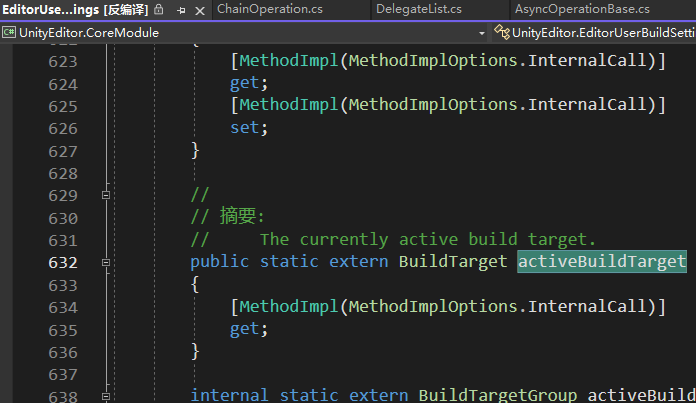 EditorUse...ings [反编译]
ChainOperation.cs
DelegateList.cs
AsyncOperationBase.cs
C# UnityEditor.CoreModule
UnityEditor.EditorUserBuildSetti
623 [MethodImpl(MethodImplOptions.InternalCall)]
624 get;
625 [MethodImpl(MethodImplOptions.InternalCall)]
626 set;
627 }
628
629 //
630 // 摘要:
631 // The currently active build target.
632 public static extern BuildTarget activeBuildTarget
633 {
634 [MethodImpl(MethodImplOptions.InternalCall)]
635 get;
636 }
637
638 internal static extern BuildTargetGroup activeBuild